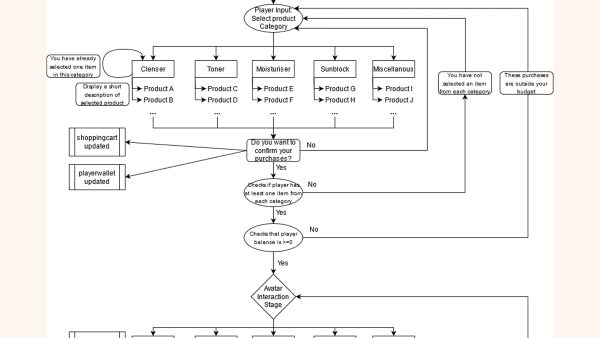 Player Input:
Select product
Category
You have already
selected one item
in this category
Clenser
Toner
Moisturiser
Sunblock
Miscellanous
You have not
selected an item
from each category
These purchases
are outside your
budget
Display a short
description of
selected product
Product A
Product B
...
Product C
Product D
...
Product E
Product F
...
Product G
Product H
...
Product I
Product J
...
shoppingcart
updated
Do you want to
confirm your
purchases?
No
Yes
playerwallet
updated
Checks if player has
at least one item from
each category
No
Yes
Checks that player
balance is >=0
No
Yes
Avatar
Interaction
Stage